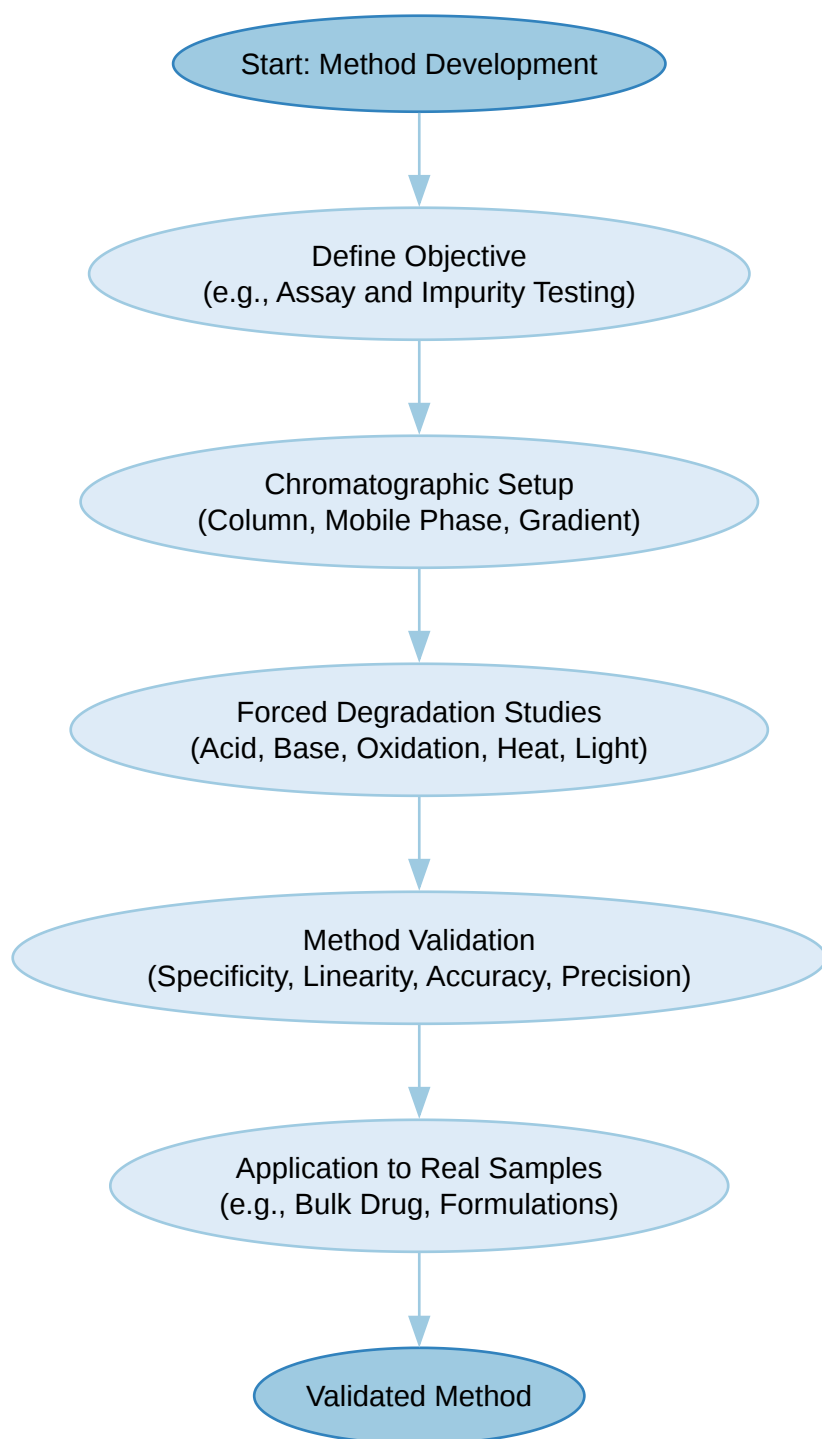 Start: Method Development
Define Objective
(e.g., Assay and Impurity Testing)
Chromatographic Setup
(Column, Mobile Phase, Gradient)
Forced Degradation Studies
(Acid, Base, Oxidation, Heat, Light)
Method Validation
(Specificity, Linearity, Accuracy, Precision)
Application to Real Samples
(e.g., Bulk Drug, Formulations)
Validated Method